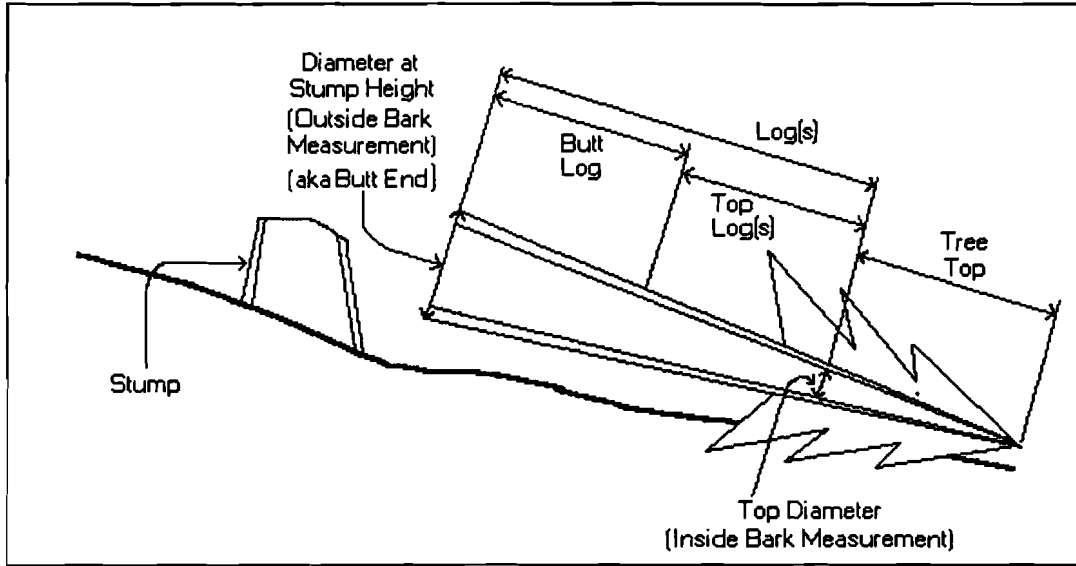 Diameter at
Stump Height
(Outside Bark
Measurement)
(aka Butt End)
Log(s)
Butt
Log
Top
Log(s)
Tree
Top
Stump
Top Diameter
(Inside Bark Measurement)